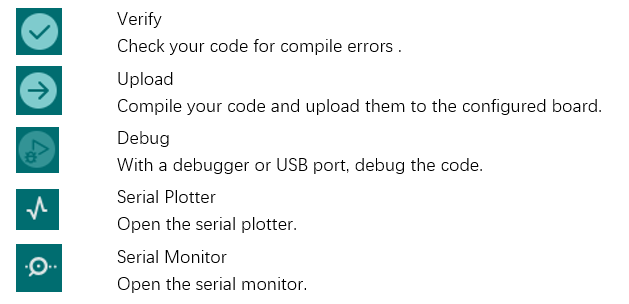 Verify
Check your code for compile errors .
Upload
Compile your code and upload them to the configured board.
Debug
With a debugger or USB port, debug the code.
Serial Plotter
Open the serial plotter.
Serial Monitor
Open the serial monitor.